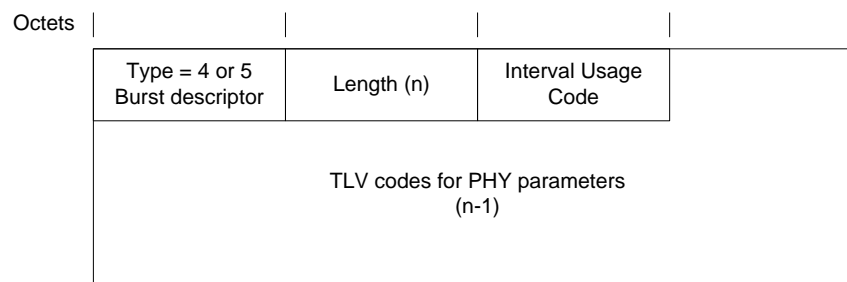 Octets
Type = 4 or 5
Burst descriptor
Length (n)
Interval Usage
Code
TLV codes for PHY parameters
(n-1)